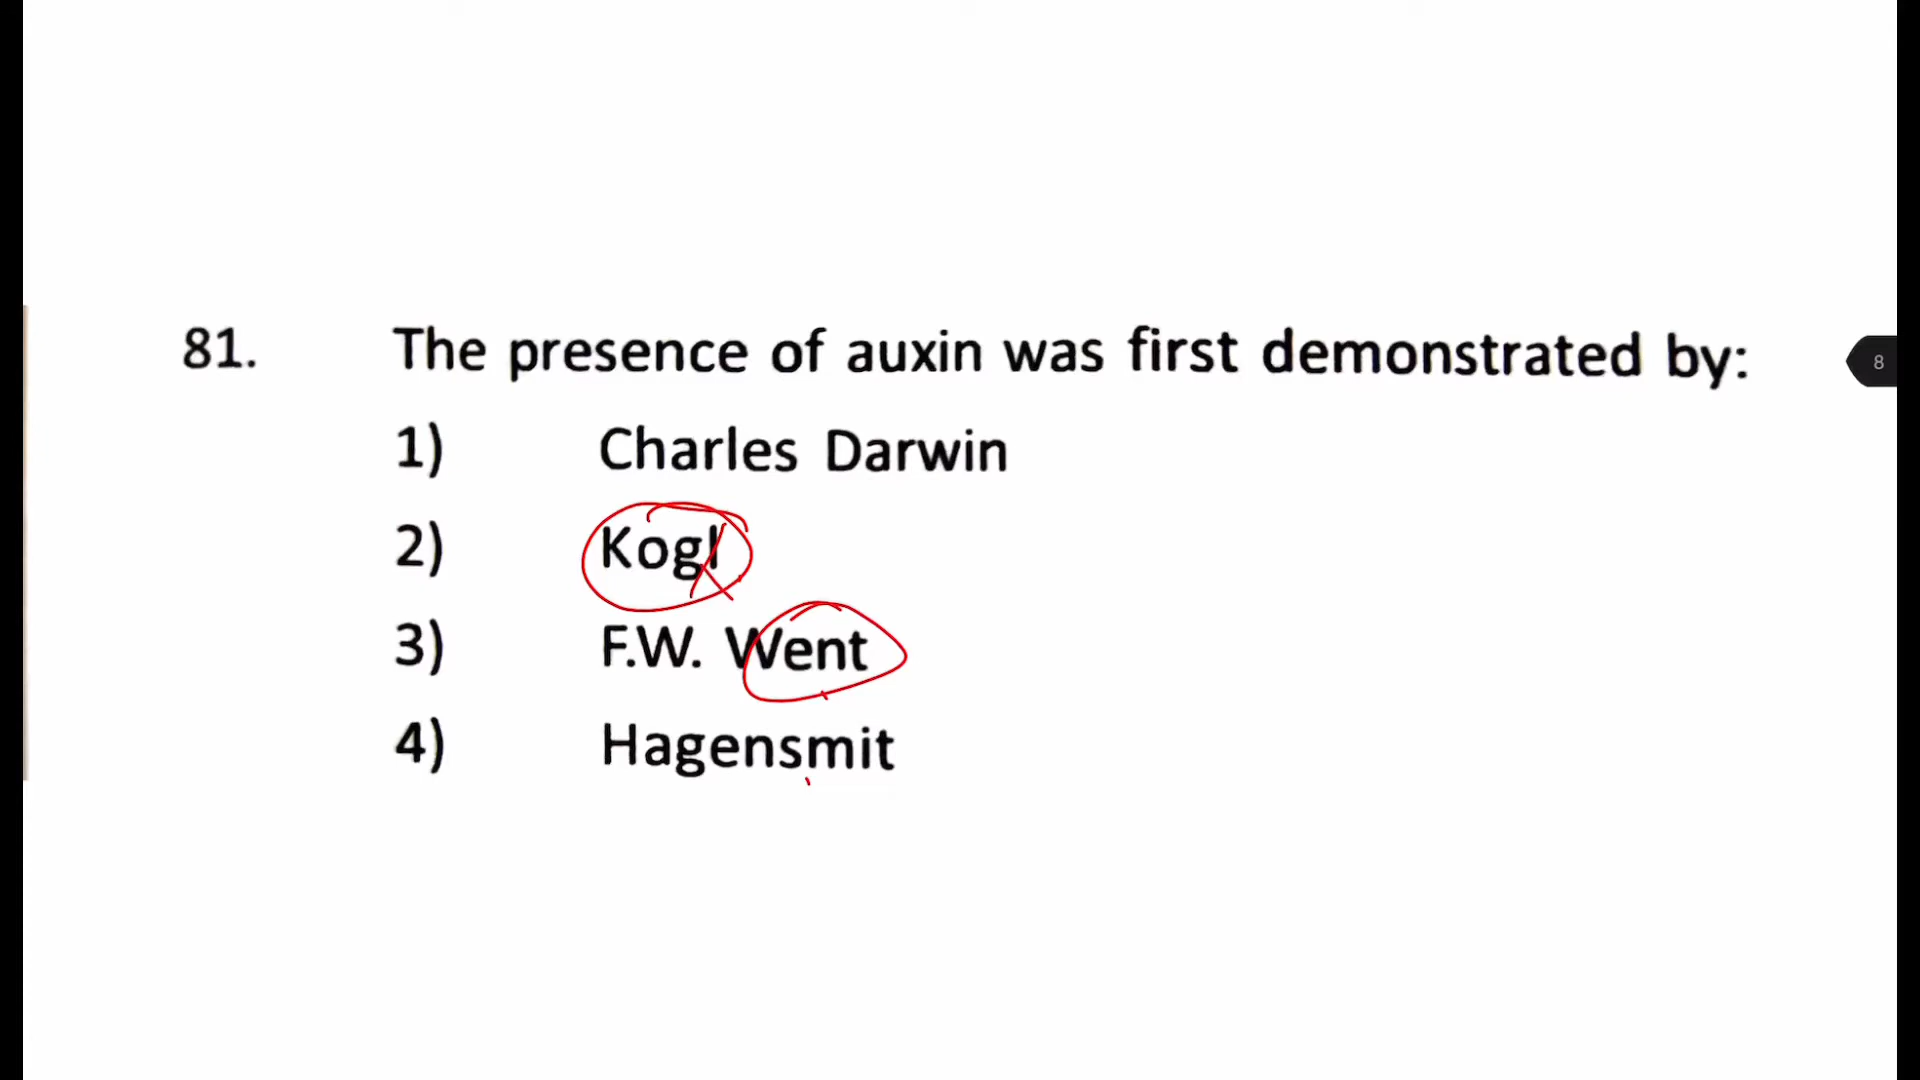 81. The presence of auxin was first demonstrated by:
8
1) Charles Darwin
2) Kogl
3) F.W. Went
4) Hagensmit